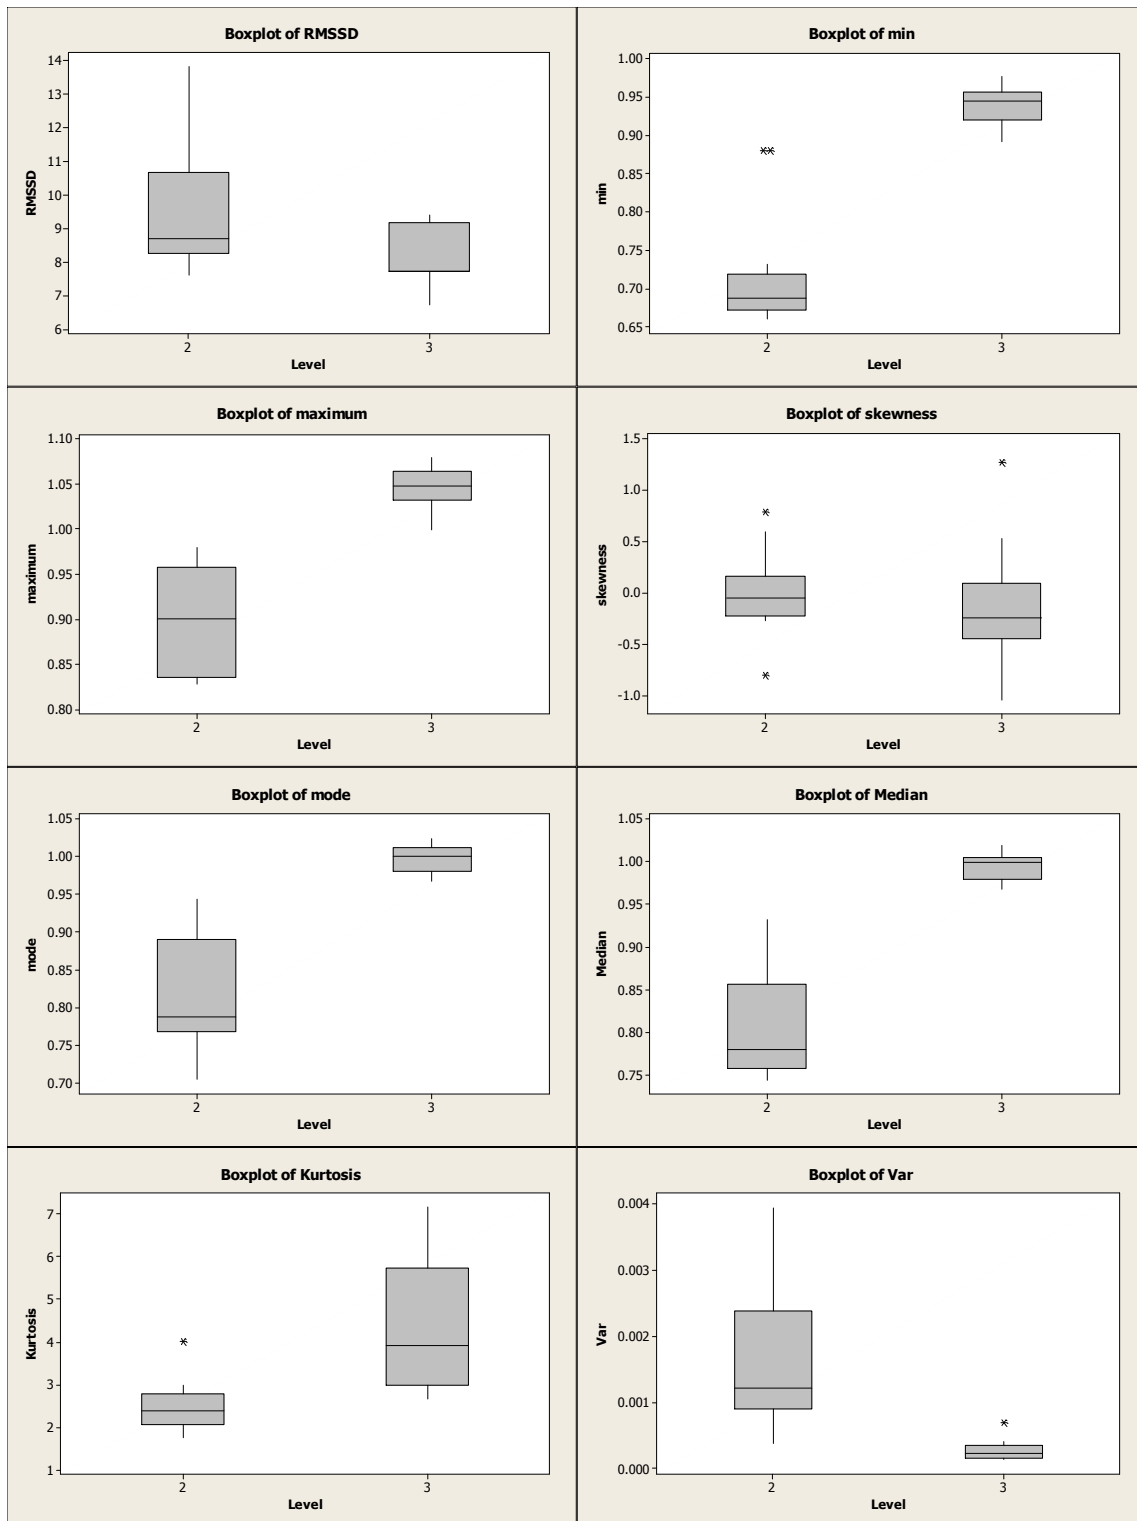 Boxplot of RMSSD
14
13
12
11
10
9
8
7
6
RMSSD
2 3
Level
Boxplot of min
1.00
0.95
0.90
0.85
0.80
0.75
0.70
0.65
min
2 3
Level
Boxplot of maximum
1.10
1.05
1.00
0.95
0.90
0.85
0.80
maximum
2 3
Level
Boxplot of skewness
1.5
1.0
0.5
0.0
-0.5
-1.0
skewness
2 3
Level
Boxplot of mode
1.05
1.00
0.95
0.90
0.85
0.80
0.75
0.70
mode
2 3
Level
Boxplot of Median
1.05
1.00
0.95
0.90
0.85
0.80
0.75
Median
2 3
Level
Boxplot of Kurtosis
7
6
5
4
3
2
1
Kurtosis
2 3
Level
Boxplot of Var
0.004
0.003
0.002
0.001
0.000
Var
2 3
Level